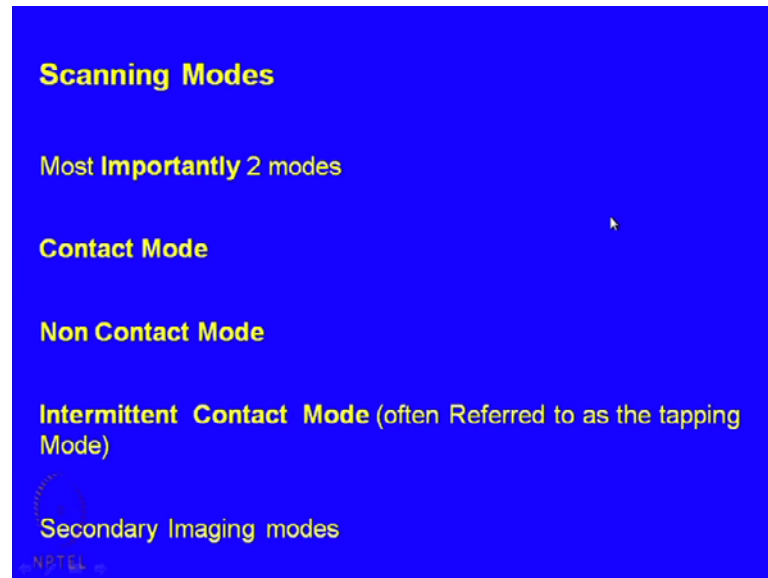 Scanning Modes
Most Importantly 2 modes
Contact Mode
Non Contact Mode
Intermittent Contact Mode (often Referred to as the tapping
Mode)
Secondary Imaging modes
NPTEL